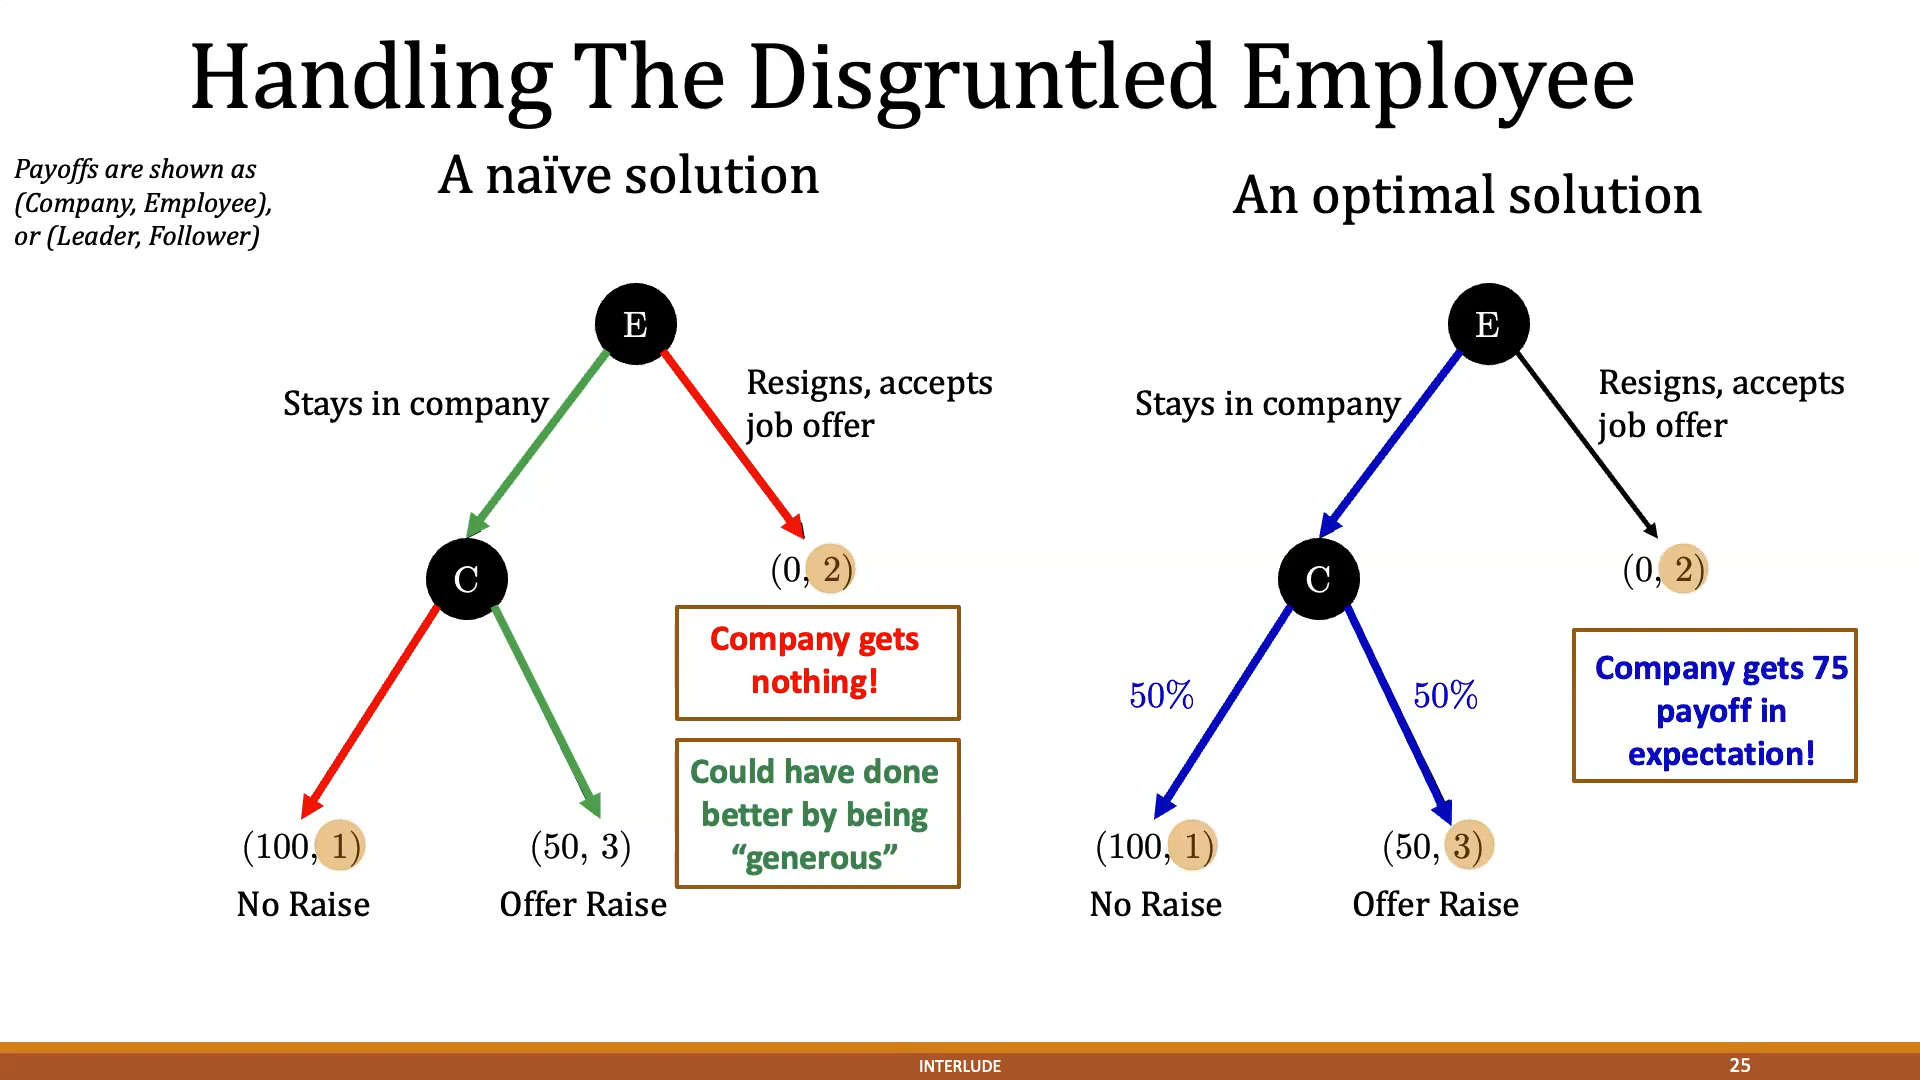 Handling The Disgruntled Employee
Payoffs are shown as
(Company, Employee),
or (Leader, Follower)
A naïve solution
E
Stays in company
Resigns, accepts
job offer
C
(0, 2)
Company gets
nothing!
Could have done
better by being
“generous”
(100, 1)
No Raise
(50, 3)
Offer Raise
An optimal solution
E
Stays in company
Resigns, accepts
job offer
C
(0, 2)
50%
50%
Company gets 75
payoff in
expectation!
(100, 1)
No Raise
(50, 3)
Offer Raise
INTERLUDE
25